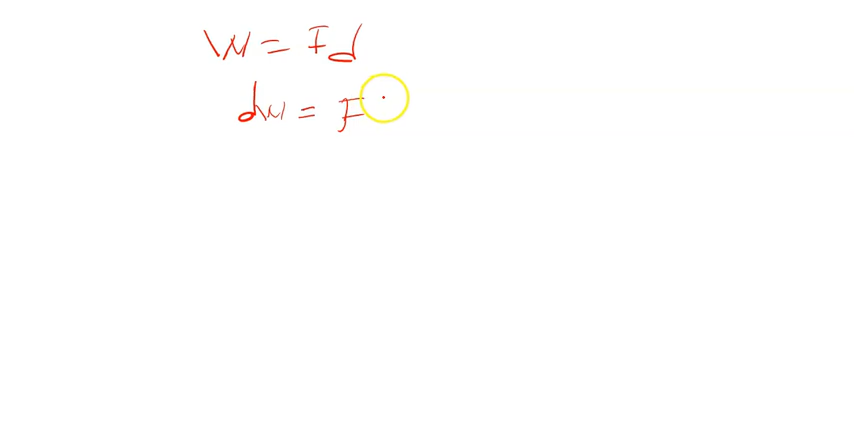 W = Fd
dW = F